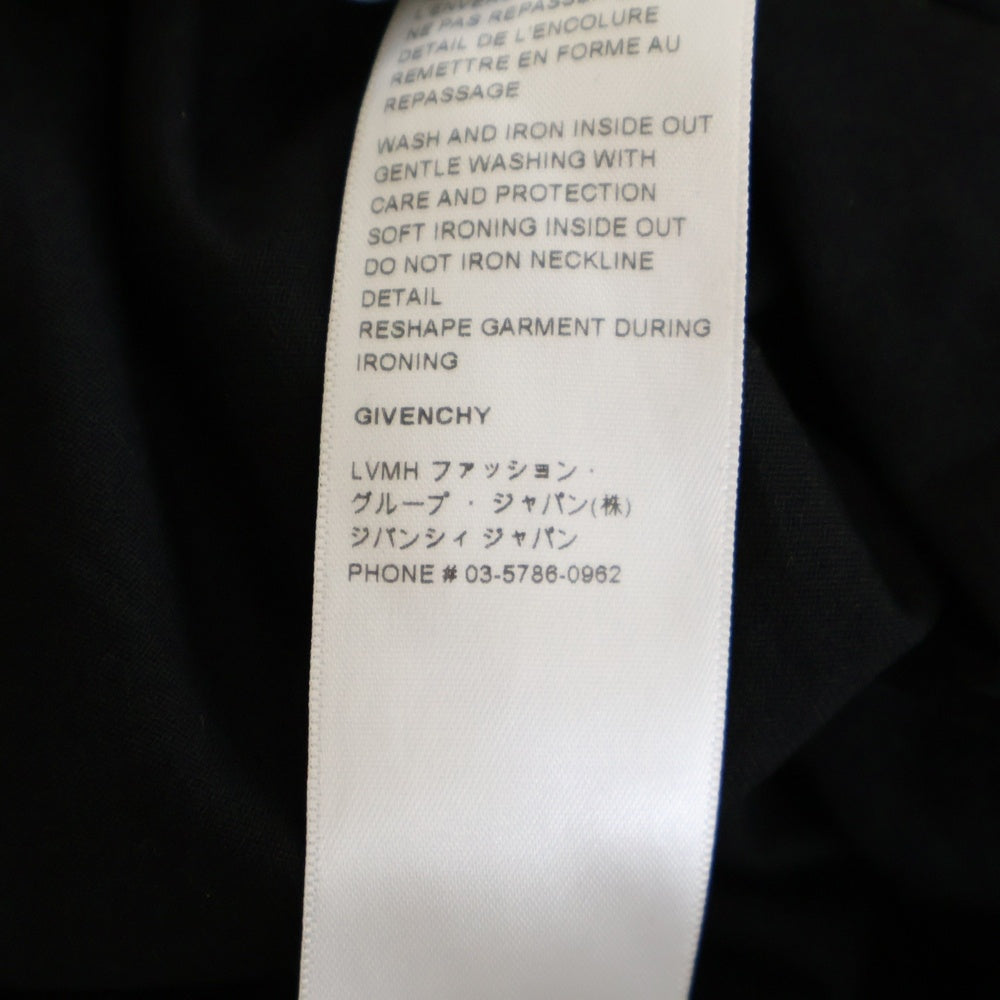 L'ENVERS
NE PAS REPASSER
DETAIL DE L'ENCOLURE
REMETTRE EN FORME AU
REPASSAGE
WASH AND IRON INSIDE OUT
GENTLE WASHING WITH
CARE AND PROTECTION
SOFT IRONING INSIDE OUT
DO NOT IRON NECKLINE
DETAIL
RESHAPE GARMENT DURING
IRONING
GIVENCHY
LVMH ファッション・
グループ・ジャパン(株)
ジバンシィ ジャパン
PHONE # 03-5786-0962